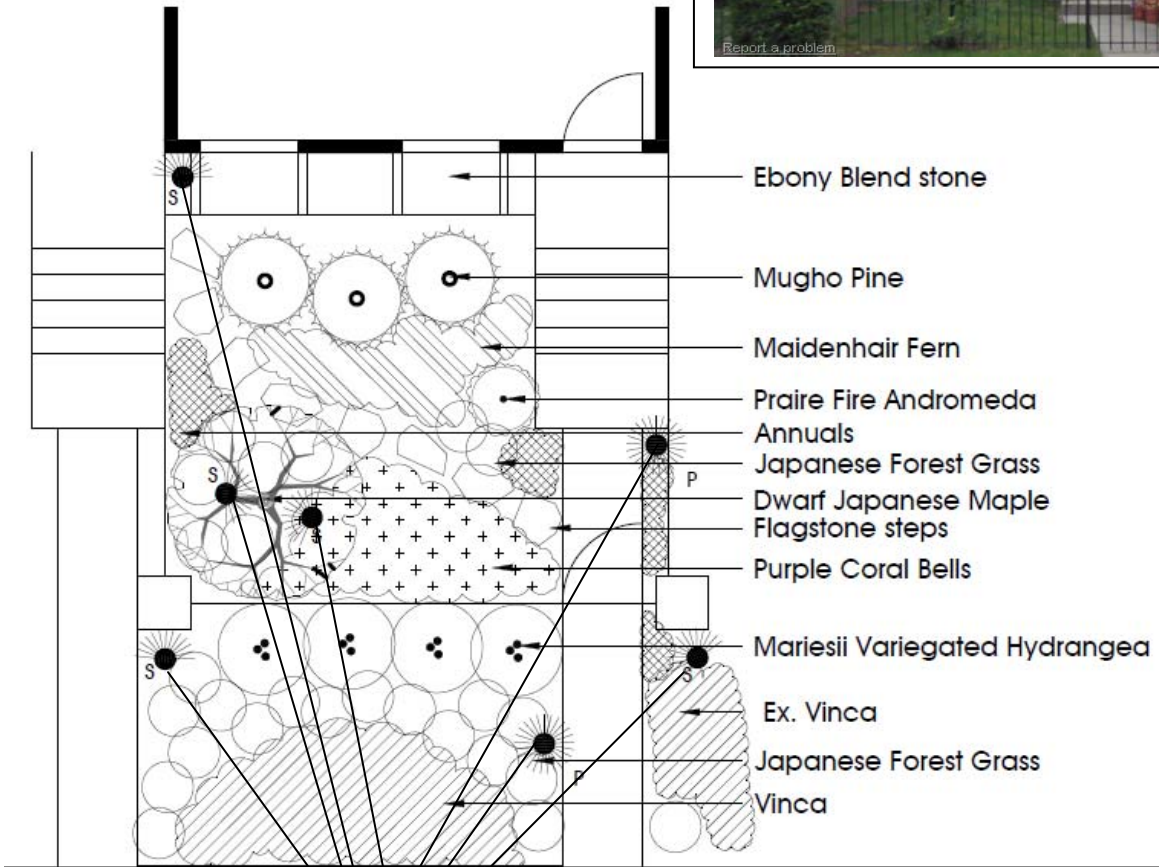 Report a problem
Ebony Blend stone
S
Mugho Pine
Maidenhair Fern
Praire Fire Andromeda
Annuals
Japanese Forest Grass
S
P
Dwarf Japanese Maple
Flagstone steps
S
Purple Coral Bells
Mariesii Variegated Hydrangea
S
S
Ex. Vinca
Japanese Forest Grass
P
Vinca